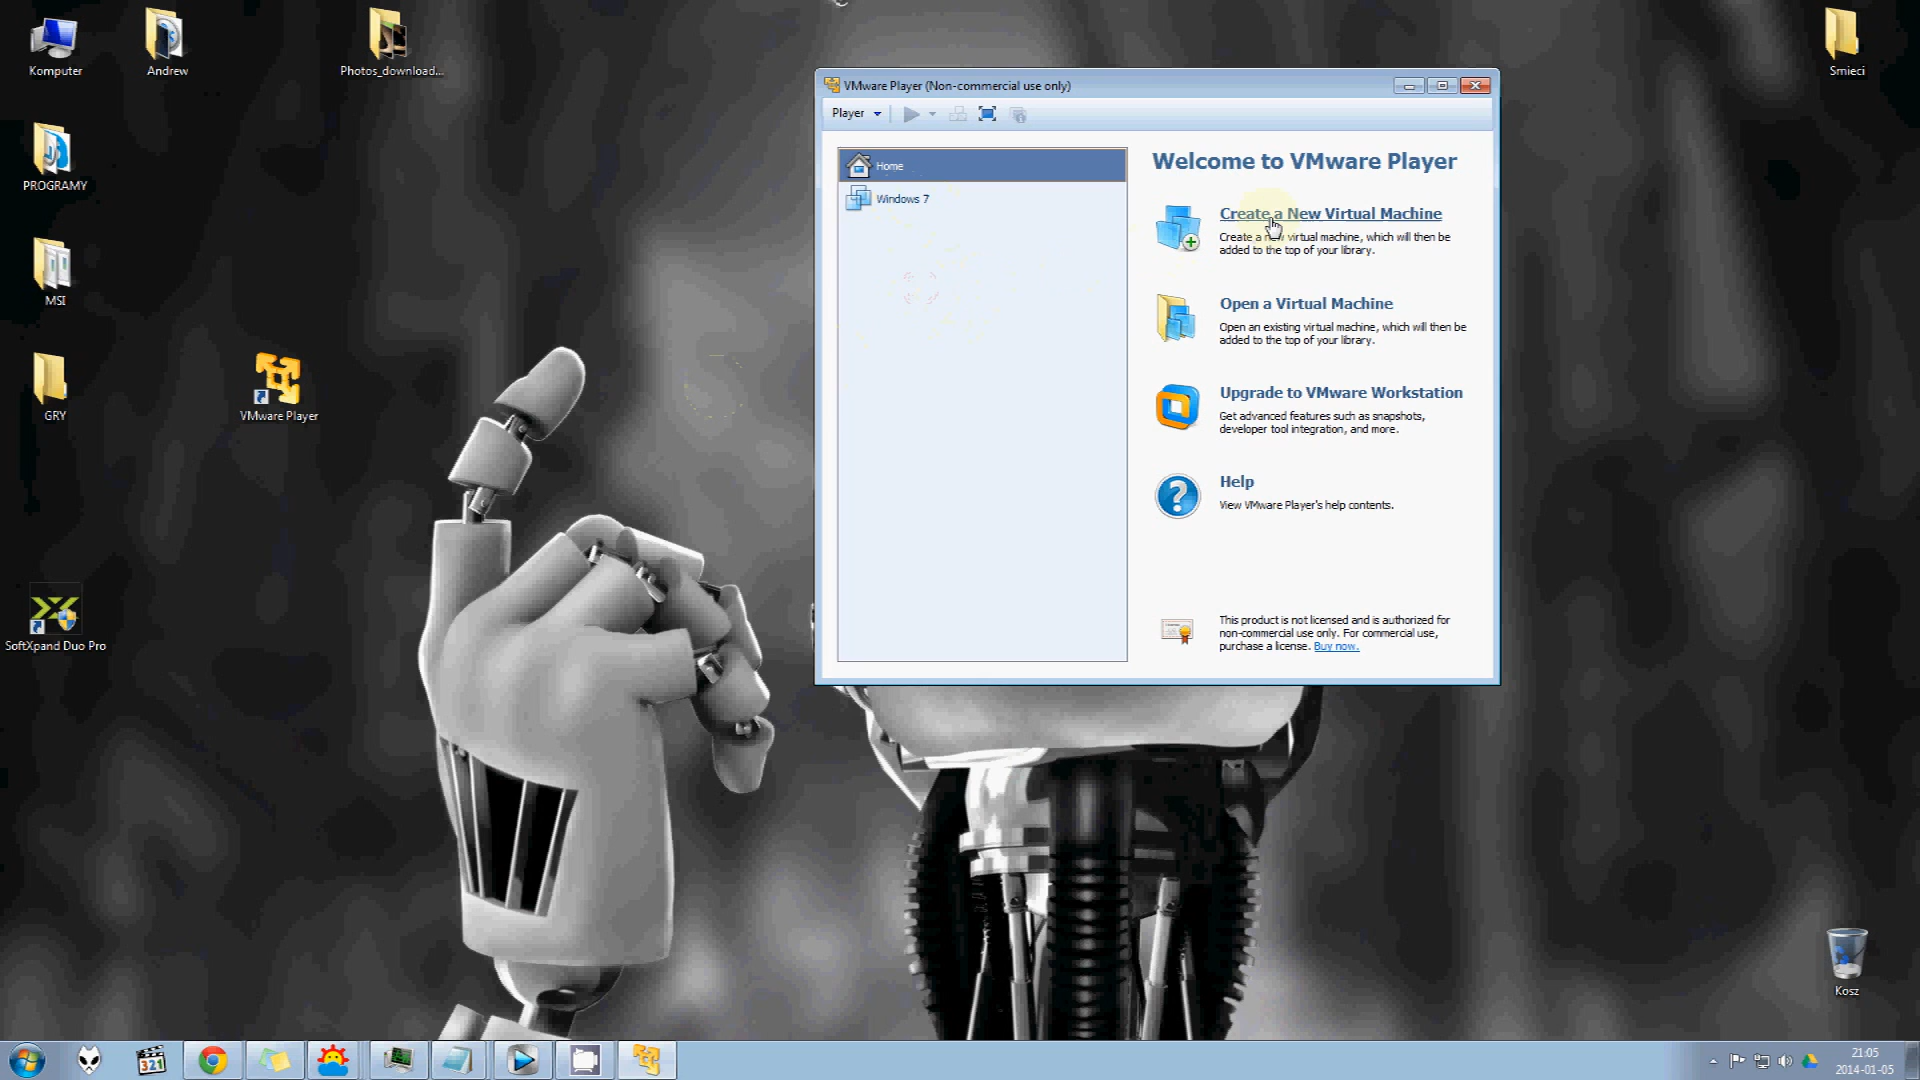 Komputer
Andrew
Photos_download...
Smieci
PROGRAMY
MSI
GRY
VMware Player
SoftXpand Duo Pro
Kosz
VMware Player (Non-commercial use only)
Player
Home
Windows 7
Welcome to VMware Player
Create a New Virtual Machine
Create a new virtual machine, which will then be
added to the top of your library.
Open a Virtual Machine
Open an existing virtual machine, which will then be
added to the top of your library.
Upgrade to VMware Workstation
Get advanced features such as snapshots,
developer tool integration, and more.
Help
View VMware Player's help contents.
This product is not licensed and is authorized for
non-commercial use only. For commercial use,
purchase a license. Buy now.
321
21:05
2014-01-05